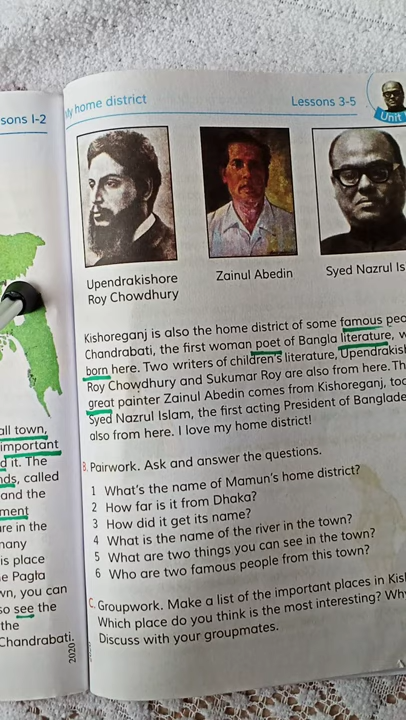 sons 1-2
all town,
important
d it. The
nds, called
and the
ment
are in the
many
is place
e Pagla
wn, you can
so see the
the
Chandrabati.
2020
My home district
Lessons 3-5
Unit
Upendrakishore
Roy Chowdhury
Zainul Abedin
Syed Nazrul Is
Kishoreganj is also the home district of some famous peo
Chandrabati, the first woman poet of Bangla literature, w
born here. Two writers of children's literature, Upendrakis
Roy Chowdhury and Sukumar Roy are also from here. Th
great painter Zainul Abedin comes from Kishoreganj, too
Syed Nazrul Islam, the first acting President of Banglade
also from here. I love my home district!
B. Pairwork. Ask and answer the questions.
1 What's the name of Mamun's home district?
2 How far is it from Dhaka?
3 How did it get its name?
4 What is the name of the river in the town?
5 What are two things you can see in the town?
6 Who are two famous people from this town?
C. Groupwork. Make a list of the important places in Kis
Which place do you think is the most interesting? Why
Discuss with your groupmates.